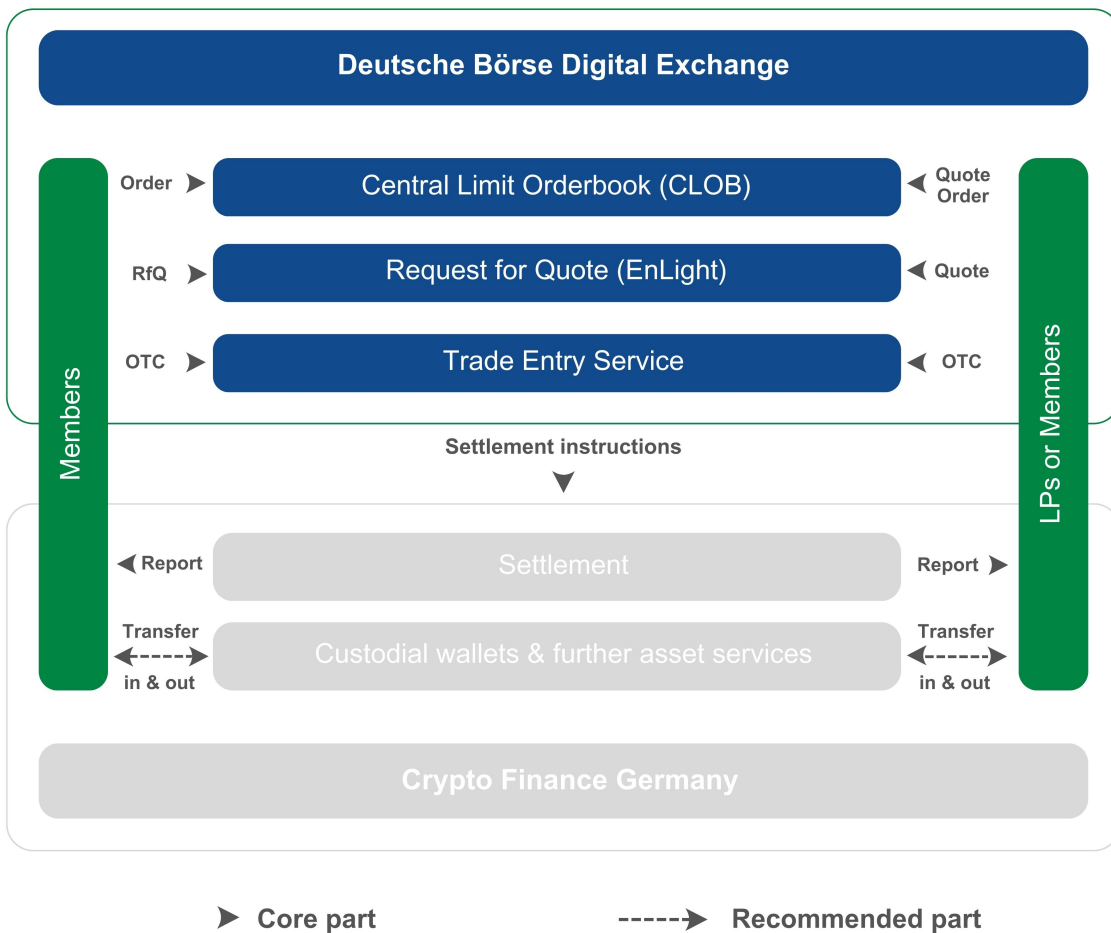 Deutsche Börse Digital Exchange
Order
Central Limit Orderbook (CLOB)
Quote
Order
RfQ
Request for Quote (EnLight)
Quote
OTC
Trade Entry Service
OTC
Members
LPs or Members
Settlement instructions
Report
Settlement
Report
Transfer
in & out
Custodial wallets & further asset services
Transfer
in & out
Crypto Finance Germany
Core part
Recommended part